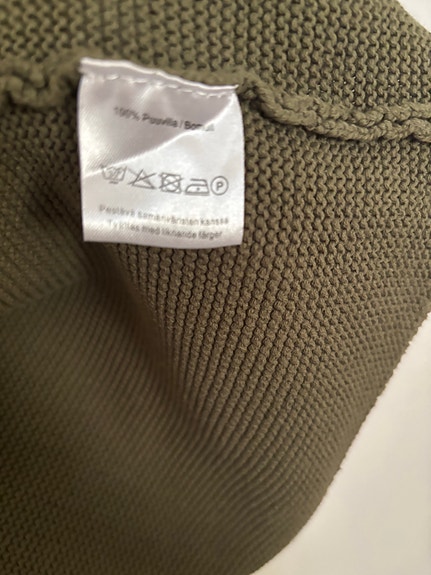 100% Puuvilla / Bomull
P
Pestävä samanväristen kanssa
Tvättas med liknande färger